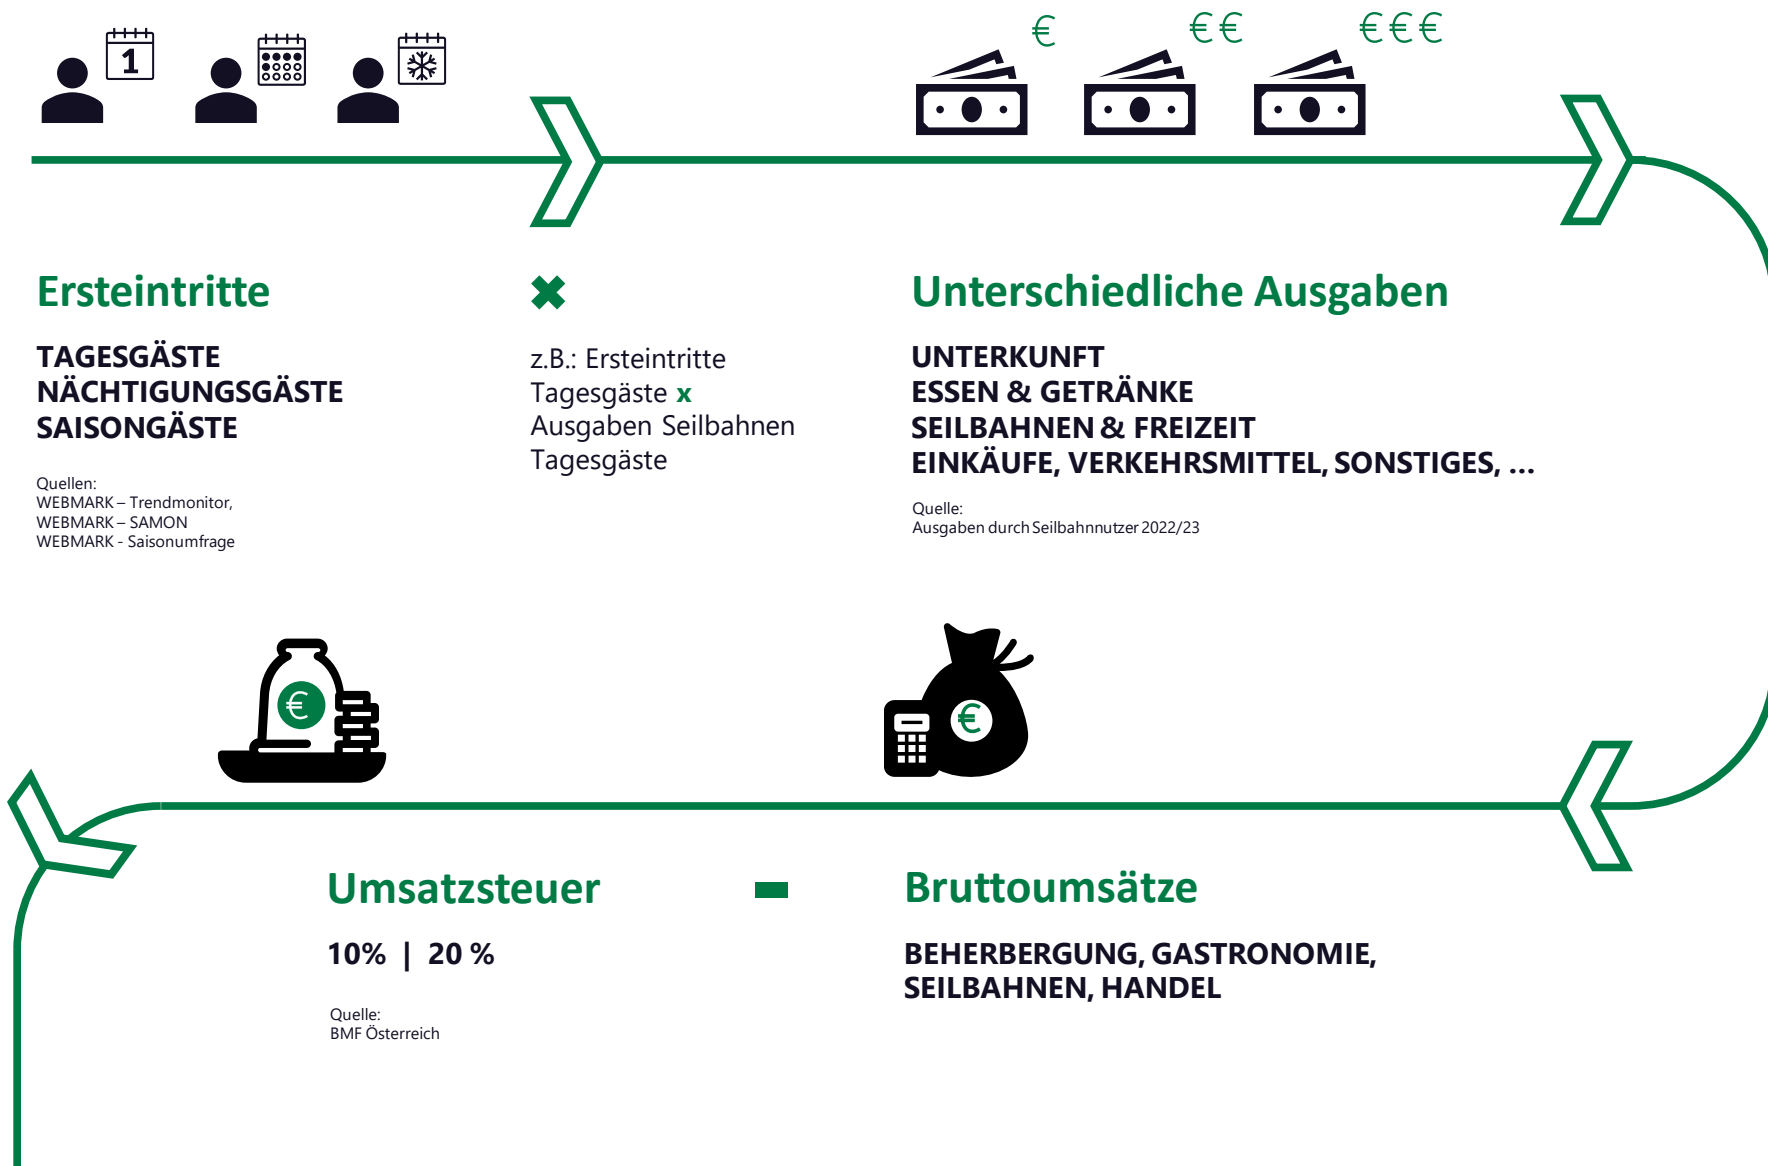 1
€
€€
€€€
Ersteintritte
TAGESGÄSTE
NÄCHTIGUNGSGÄSTE
SAISONGÄSTE
Quellen:
WEBMARK – Trendmonitor,
WEBMARK – SAMON
WEBMARK - Saisonumfrage
✖
z.B.: Ersteintritte
Tagesgäste x
Ausgaben Seilbahnen
Tagesgäste
Unterschiedliche Ausgaben
UNTERKUNFT
ESSEN & GETRÄNKE
SEILBAHNEN & FREIZEIT
EINKÄUFE, VERKEHRSMITTEL, SONSTIGES, …
Quelle:
Ausgaben durch Seilbahnnutzer 2022/23
€
€
Umsatzsteuer
10% | 20 %
Quelle:
BMF Österreich
-
Bruttoumsätze
BEHERBERGUNG, GASTRONOMIE,
SEILBAHNEN, HANDEL